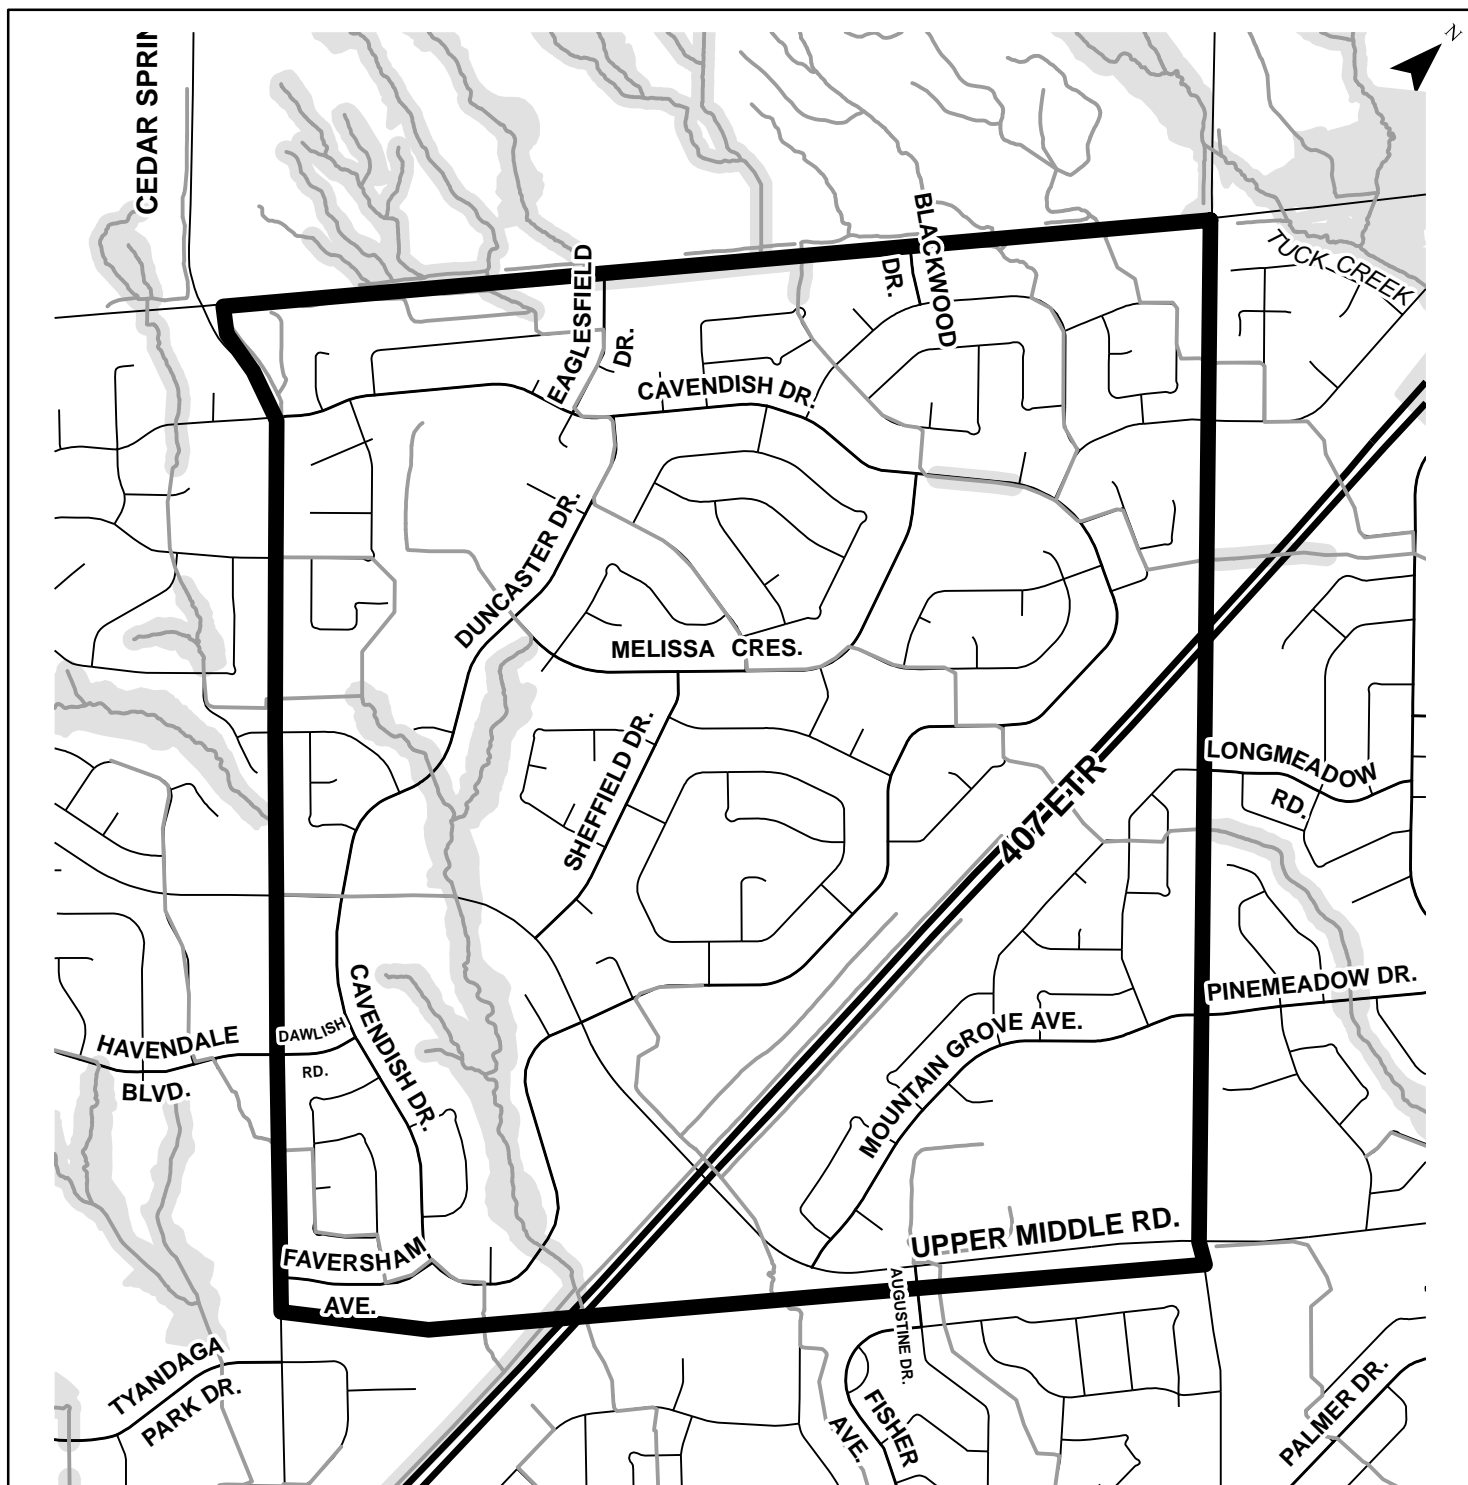 N
CEDAR SPRIN
BLACKWOOD
DR.
TUCK CREEK
EAGLESFIELD
DR.
CAVENDISH DR.
DUNCASTER DR.
MELISSA CRES.
SHEFFIELD DR.
LONGMEADOW
RD.
407-ETR
CAVENDISH DR.
PINEMEADOW DR.
HAVENDALE
BLVD.
DAWLISH
RD.
MOUNTAIN GROVE AVE.
UPPER MIDDLE RD.
FAVERSHAM
AVE.
AUGUSTINE DR.
TYANDAGA
PARK DR.
FISHER
AVE.
PALMER DR.